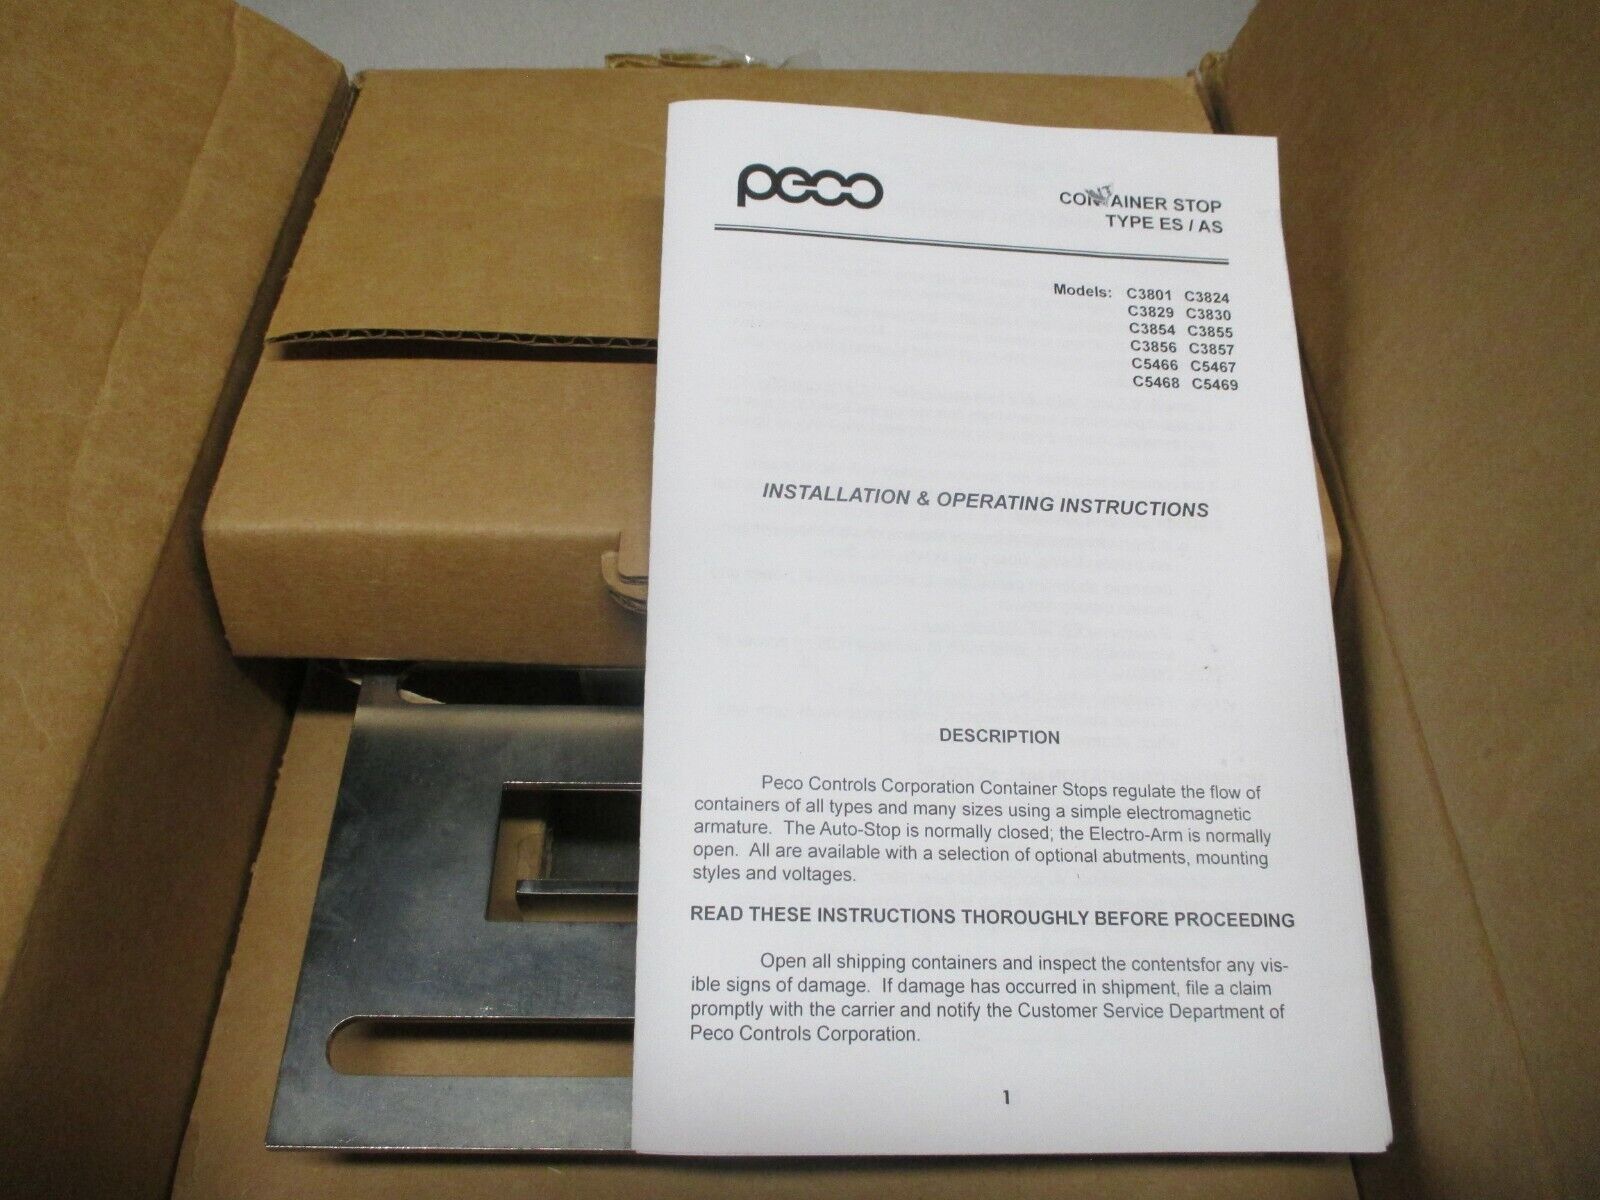 peco
CONTAINER STOP
TYPE ES / AS
Models: C3801 C3824
C3829 C3830
C3854 C3855
C3856 C3857
C5466 C5467
C5468 C5469
INSTALLATION & OPERATING INSTRUCTIONS
DESCRIPTION
Peco Controls Corporation Container Stops regulate the flow of
containers of all types and many sizes using a simple electromagnetic
armature. The Auto-Stop is normally closed; the Electro-Arm is normally
open. All are available with a selection of optional abutments, mounting
styles and voltages.
READ THESE INSTRUCTIONS THOROUGHLY BEFORE PROCEEDING
Open all shipping containers and inspect the contentsfor any vis-
ible signs of damage. If damage has occurred in shipment, file a claim
promptly with the carrier and notify the Customer Service Department of
Peco Controls Corporation.
1